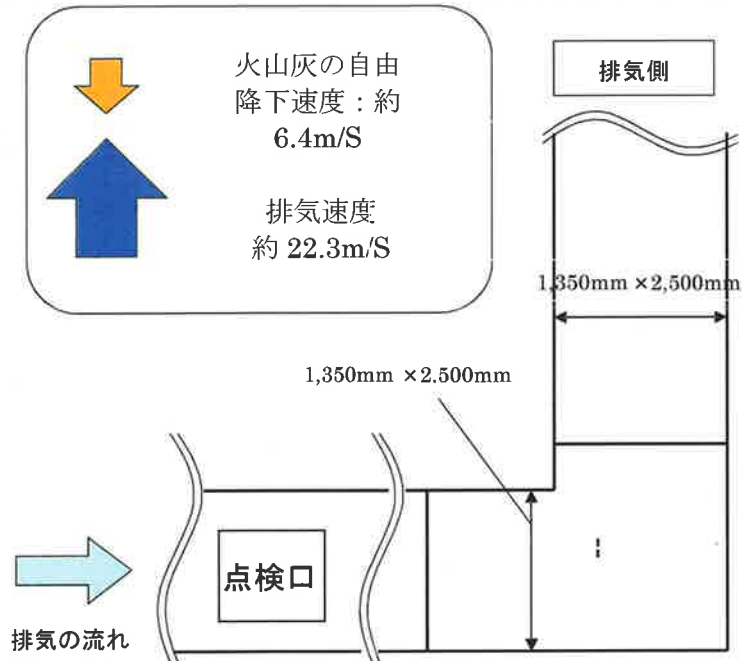 火山灰の自由
降下速度：約
6.4m/S
排気速度
約 22.3m/S
排気側
1,350mm ×2,500mm
1,350mm ×2.500mm
点検口
排気の流れ